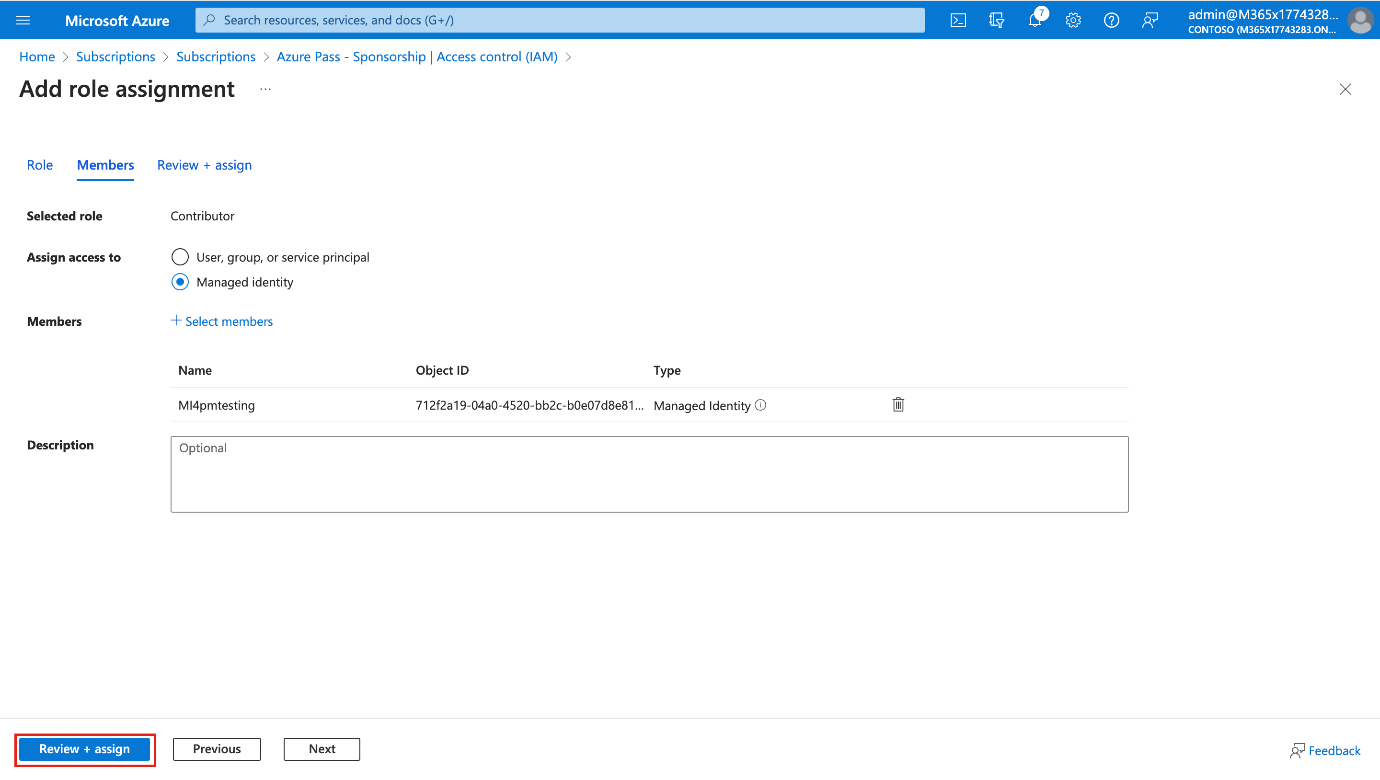 Microsoft Azure
Search resources, services, and docs (G+/)
7
admin@M365x1774328...
CONTOSO (M365X17743283.ON...
Home > Subscriptions > Subscriptions > Azure Pass - Sponsorship | Access control (IAM) >
Add role assignment ...
Role Members Review + assign
Selected role Contributor
Assign access to User, group, or service principal
Managed identity
Members + Select members
Name Object ID Type
MI4pmtesting 712f2a19-04a0-4520-bb2c-b0e07d8e81... Managed Identity
Description Optional
Review + assign Previous Next
Feedback